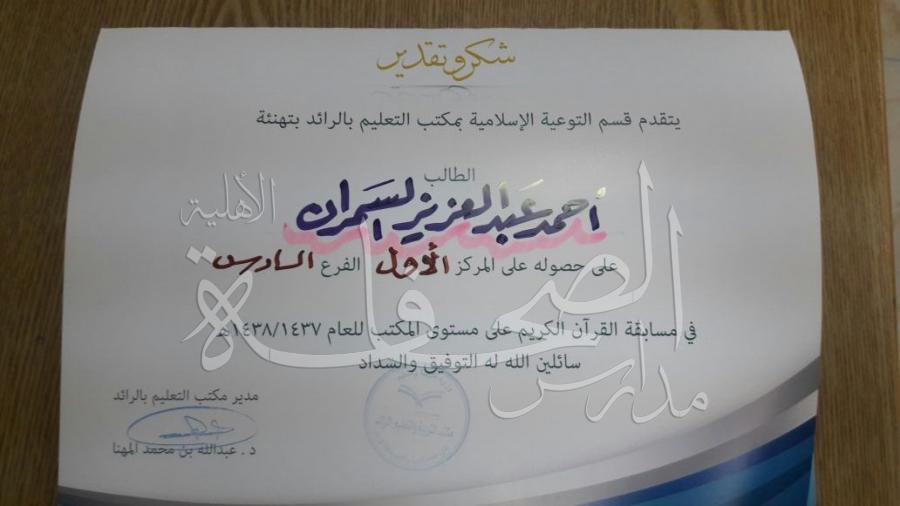 شكر وتقدير
يتقدم قسم التوعية الإسلامية بمكتب التعليم بالرائد بتهنئة
الطالب
أحمد عبدالعزيز السمران
على حصوله على المركز الأول الفرع السادس
في مسابقة القرآن الكريم على مستوى المكتب للعام ١٤٣٨/١٤٣٧هـ
سائلين الله له التوفيق والسداد
مدير مكتب التعليم بالرائد
د . عبدالله بن محمد المهنا
مدارس الصحافة الأهلية